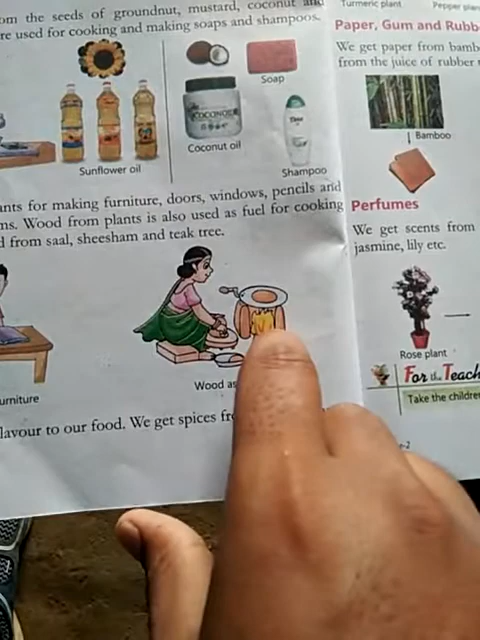 om the seeds of groundnut, mustard, coconut and
re used for cooking and making soaps and shampoos.
Soap
COCONUT
Coconut oil
Sunflower oil
Shampoo
ants for making furniture, doors, windows, pencils and
ns. Wood from plants is also used as fuel for cooking
d from saal, sheesham and teak tree.
urniture
Wood as
lavour to our food. We get spices fr
Turmeric plant
Pepper plan
Paper, Gum and Rubb
We get paper from bamb
from the juice of rubber
Bamboo
Perfumes
We get scents from
jasmine, lily etc.
Rose plant
For the Teach
Take the childre
-2